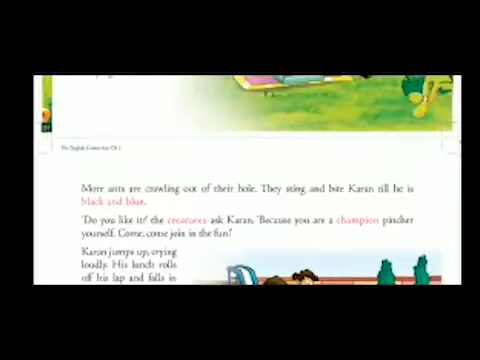 The English Connection CB 2
More ants are crawling out of their hole. They sting and bite Karan till he is
black and blue.
'Do you like it?' the creatures ask Karan. 'Because you are a champion pincher
yourself. Come, come join in the fun!'
Karan jumps up, crying
loudly. His lunch rolls
off his lap and falls in